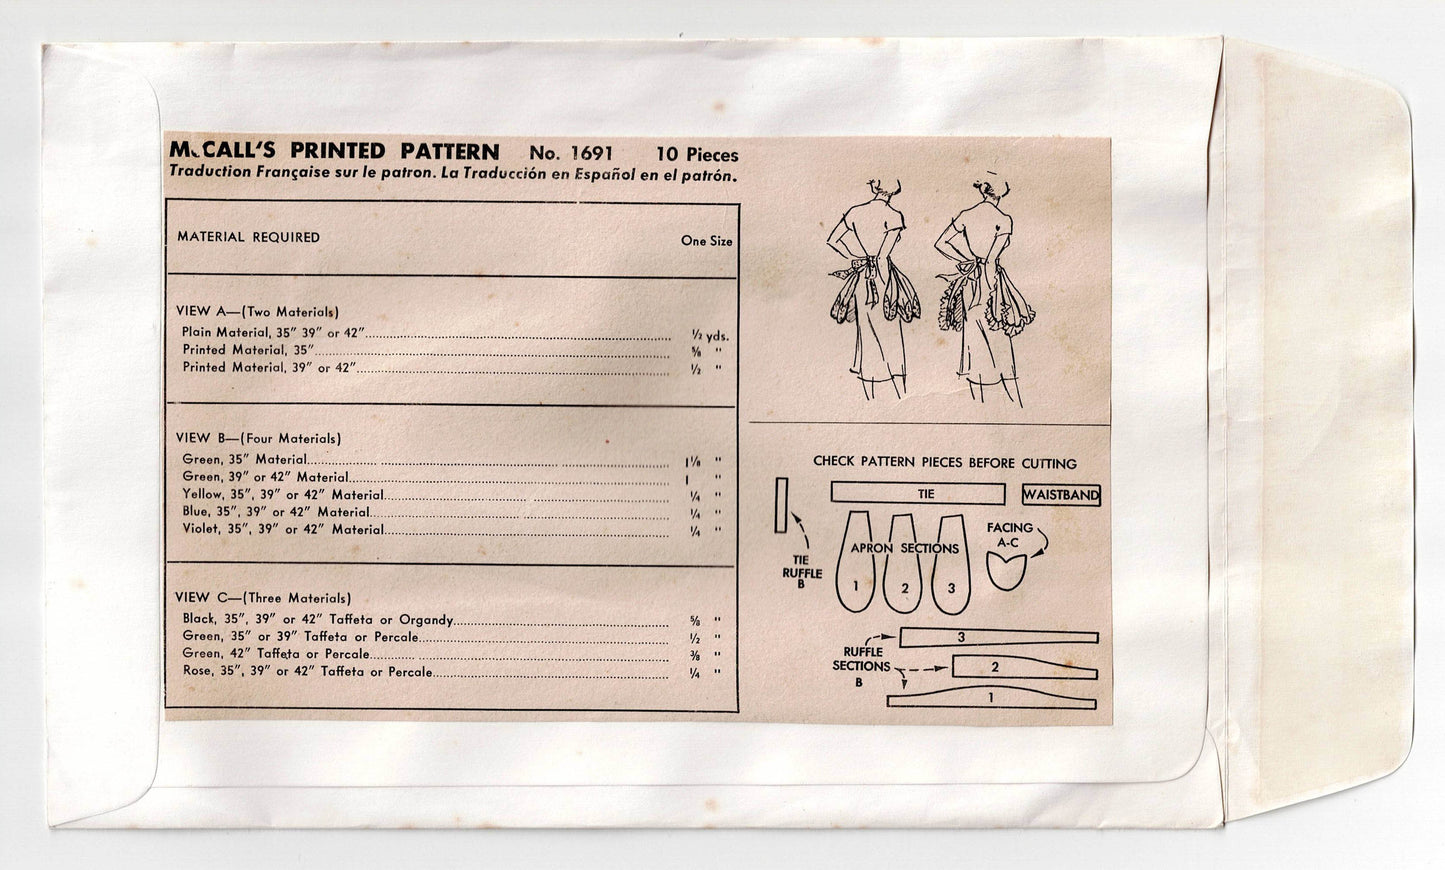 McCALL'S PRINTED PATTERN No. 1691 10 Pieces
Traduction Française sur le patron. La Traducción en Español en el patrón.
MATERIAL REQUIRED One Size
VIEW A—(Two Materials)
Plain Material, 35″ 39″ or 42″ ½ yds.
Printed Material, 35″ ⅝ "
Printed Material, 39″ or 42″ ½ "
VIEW B—(Four Materials)
Green, 35″ Material 1⅛ "
Green, 39″ or 42″ Material 1 "
Yellow, 35″, 39″ or 42″ Material ¼ "
Blue, 35″, 39″ or 42″ Material ¼ "
Violet, 35″, 39″ or 42″ Material ¼ "
VIEW C—(Three Materials)
Black, 35″, 39″ or 42″ Taffeta or Organdy ⅝ "
Green, 35″ or 39″ Taffeta or Percale ½ "
Green, 42″ Taffeta or Percale ⅜ "
Rose, 35″, 39″ or 42″ Taffeta or Percale ¼ "
CHECK PATTERN PIECES BEFORE CUTTING
TIE
WAISTBAND
TIE
RUFFLE
B
APRON SECTIONS
1 2 3
FACING
A-C
RUFFLE
SECTIONS
B
3
2
1